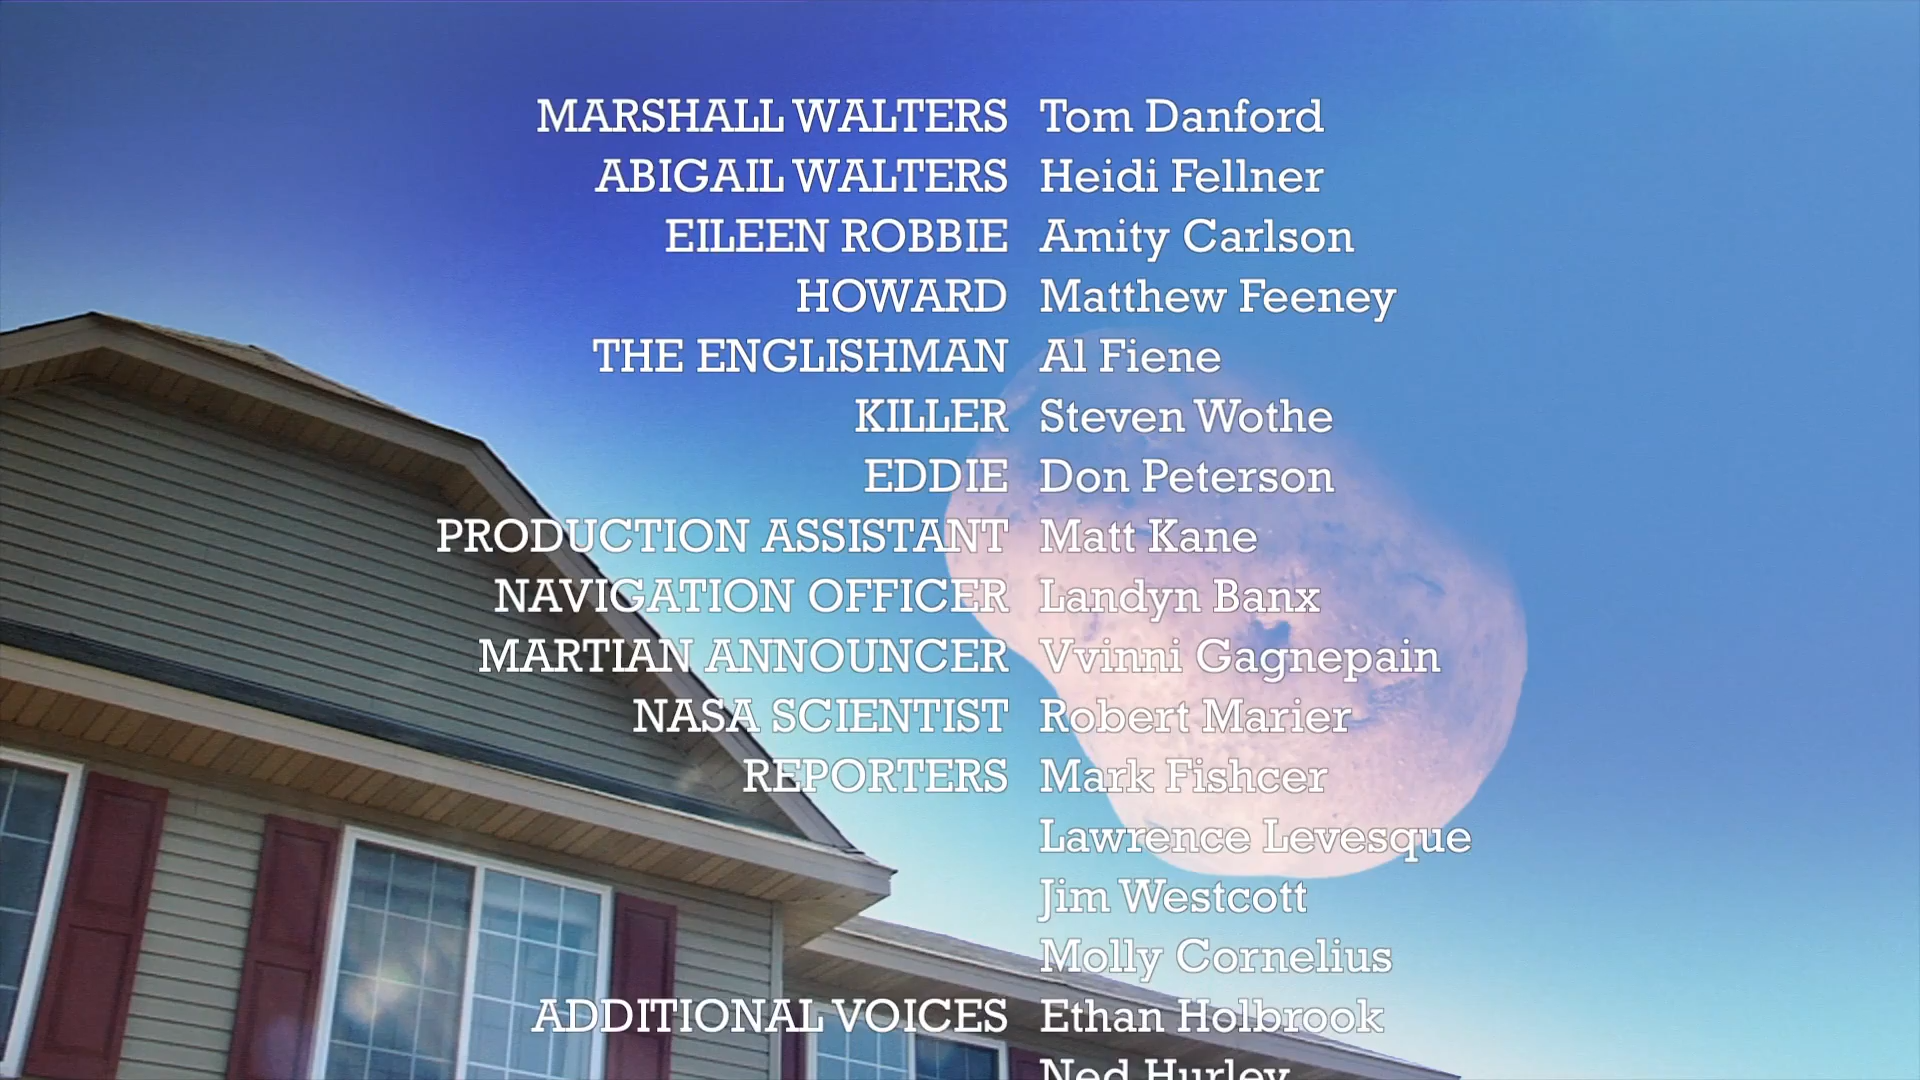 MARSHALL WALTERS Tom Danford
ABIGAIL WALTERS Heidi Fellner
EILEEN ROBBIE Amity Carlson
HOWARD Matthew Feeney
THE ENGLISHMAN Al Fiene
KILLER Steven Wothe
EDDIE Don Peterson
PRODUCTION ASSISTANT Matt Kane
NAVIGATION OFFICER Landyn Banx
MARTIAN ANNOUNCER Vvinni Gagnepain
NASA SCIENTIST Robert Marier
REPORTERS Mark Fishcer
Lawrence Levesque
Jim Westcott
Molly Cornelius
ADDITIONAL VOICES Ethan Holbrook
Ned Hurley